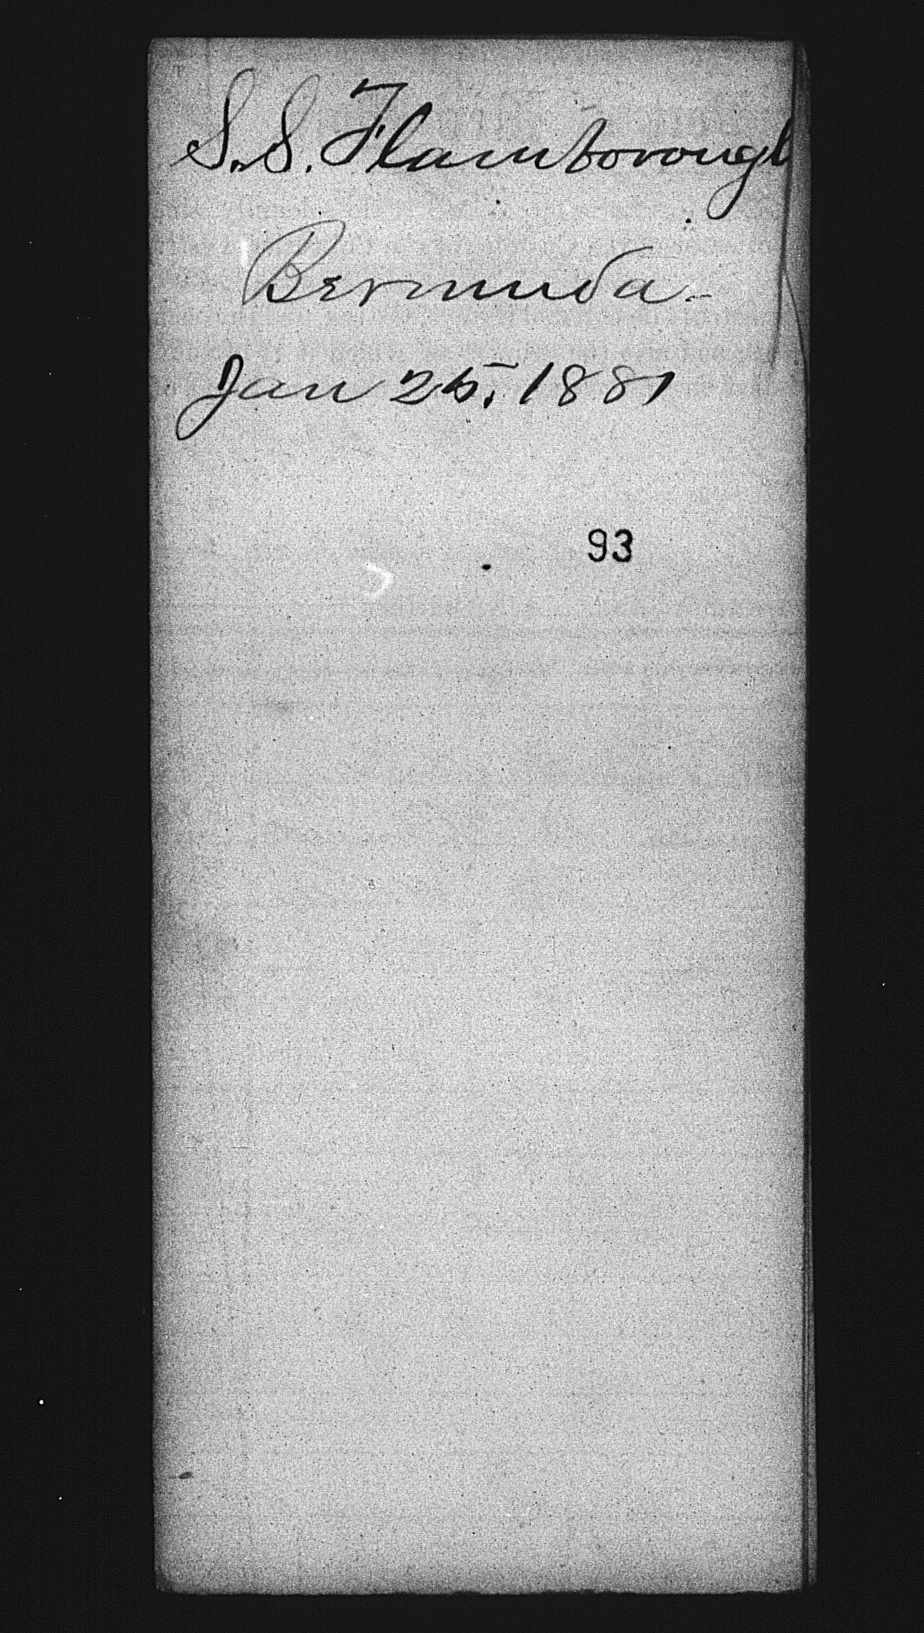 S.S. Flamborough
Bermuda
Jan 25, 1881
93